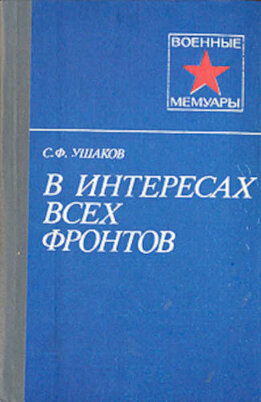 ВОЕННЫЕ
МЕМУАРЫ
С.Ф. УШАКОВ
В ИНТЕРЕСАХ
ВСЕХ
ФРОНТОВ